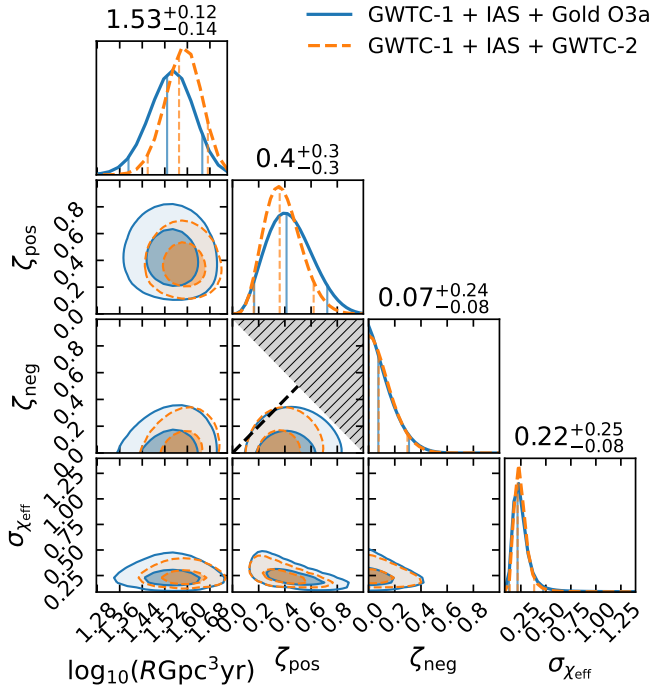 1.53+0.12−0.14
GWTC-1 + IAS + Gold O3a
GWTC-1 + IAS + GWTC-2
0.4+0.3−0.3
ζpos
0.8
0.6
0.4
0.2
0.0
0.07+0.24−0.08
ζneg
0.8
0.6
0.4
0.2
0.0
0.22+0.25−0.08
σχeff
1.25
1.00
0.75
0.50
0.25
1.28 1.36 1.44 1.52 1.60 1.68
0.0 0.2 0.4 0.6 0.8
0.0 0.2 0.4 0.6 0.8
0.25 0.50 0.75 1.00 1.25
log10(RGpc3yr) ζpos ζneg σχeff